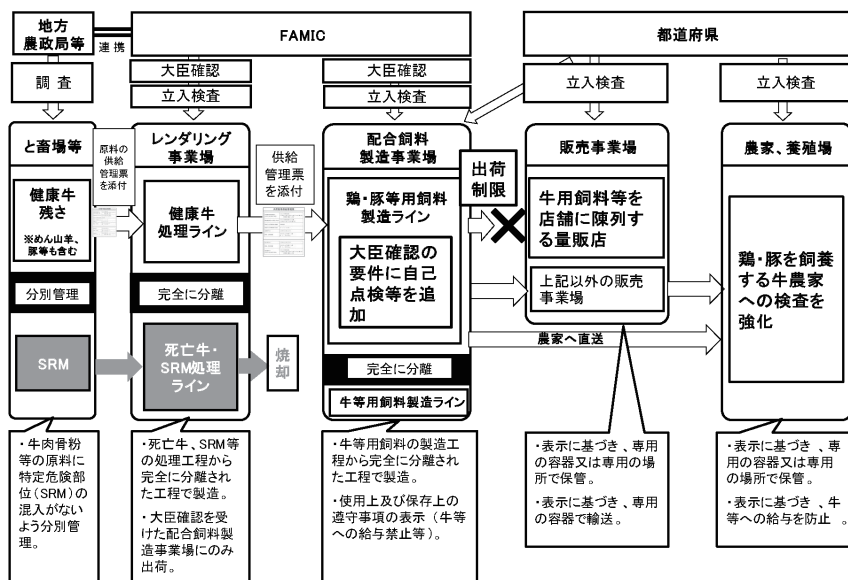 地方
農政局等
連 携
FAMIC
都道府県
調 査
大臣確認
立入検査
大臣確認
立入検査
立入検査
立入検査
と畜場等
健康牛
残さ
※めん山羊、
豚等も含む
分別管理
SRM
原料の
供給
管理票
を添付
レンダリング
事業場
健康牛
処理ライン
完全に分離
死亡牛・
SRM処理
ライン
焼
却
供給
管理票
を添付
配合飼料
製造事業場
鶏・豚等用飼料
製造ライン
大臣確認の
要件に自己
点検等を追
加
完全に分離
牛等用飼料製造ライン
出荷
制限
販売事業場
牛用飼料等を
店舗に陳列す
る量販店
上記以外の販売
事業場
農家へ直送
農家、養殖場
鶏・豚を飼養
する牛農家
への検査を
強化
・牛肉骨粉
等の原料に
特定危険部
位（SRM）の
混入がない
よう分別管
理。
・死亡牛、SRM等
の処理工程から
完全に分離され
た工程で製造。
・大臣確認を受
けた配合飼料製
造事業場にのみ
出荷。
・牛等用飼料の製造工
程から完全に分離され
た工程で製造。
・使用上及び保存上の
遵守事項の表示（牛等
への給与禁止等）。
・表示に基づき、専用
の容器又は専用の場
所で保管。
・表示に基づき、専用
の容器で輸送。
・表示に基づき、専
用の容器又は専用
の場所で保管。
・表示に基づき、牛
等への給与を防止 。